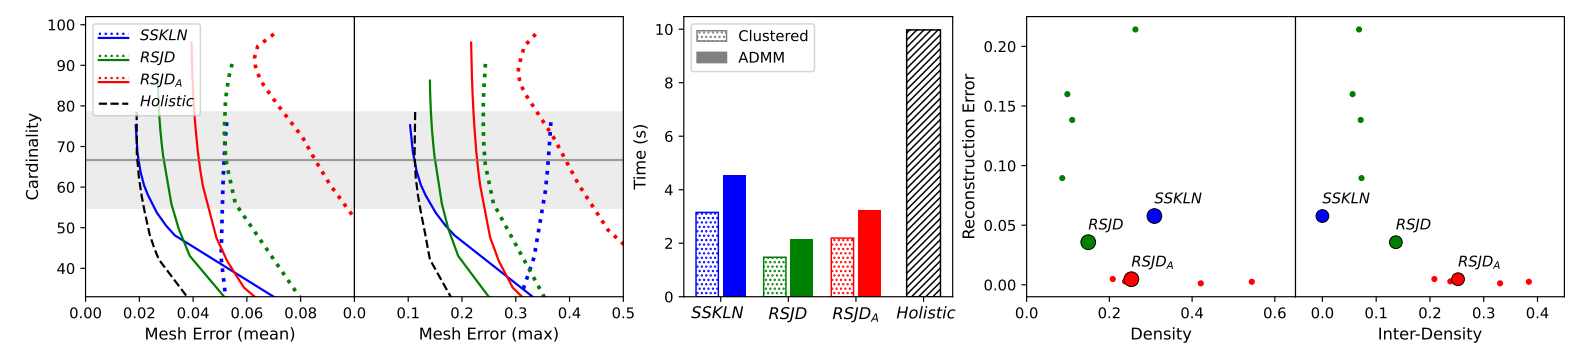 100
90
80
70
60
50
40
Cardinality
SSKLN
RSJD
RSJD_A
Holistic
0.0 0.02 0.04 0.06 0.08 0.0 0.1 0.2 0.3 0.4 0.5
Mesh Error (mean) Mesh Error (max)
10
8
6
4
2
0
Time (s)
Clustered
ADMM
SSKLN RSJD RSJD_A Holistic
0.20
0.15
0.10
0.05
0.00
Reconstruction Error
SSKLN
RSJD
RSJD_A
SSKLN
RSJD
RSJD_A
0.0 0.2 0.4 0.6 0.0 0.1 0.2 0.3 0.4
Density Inter-Density